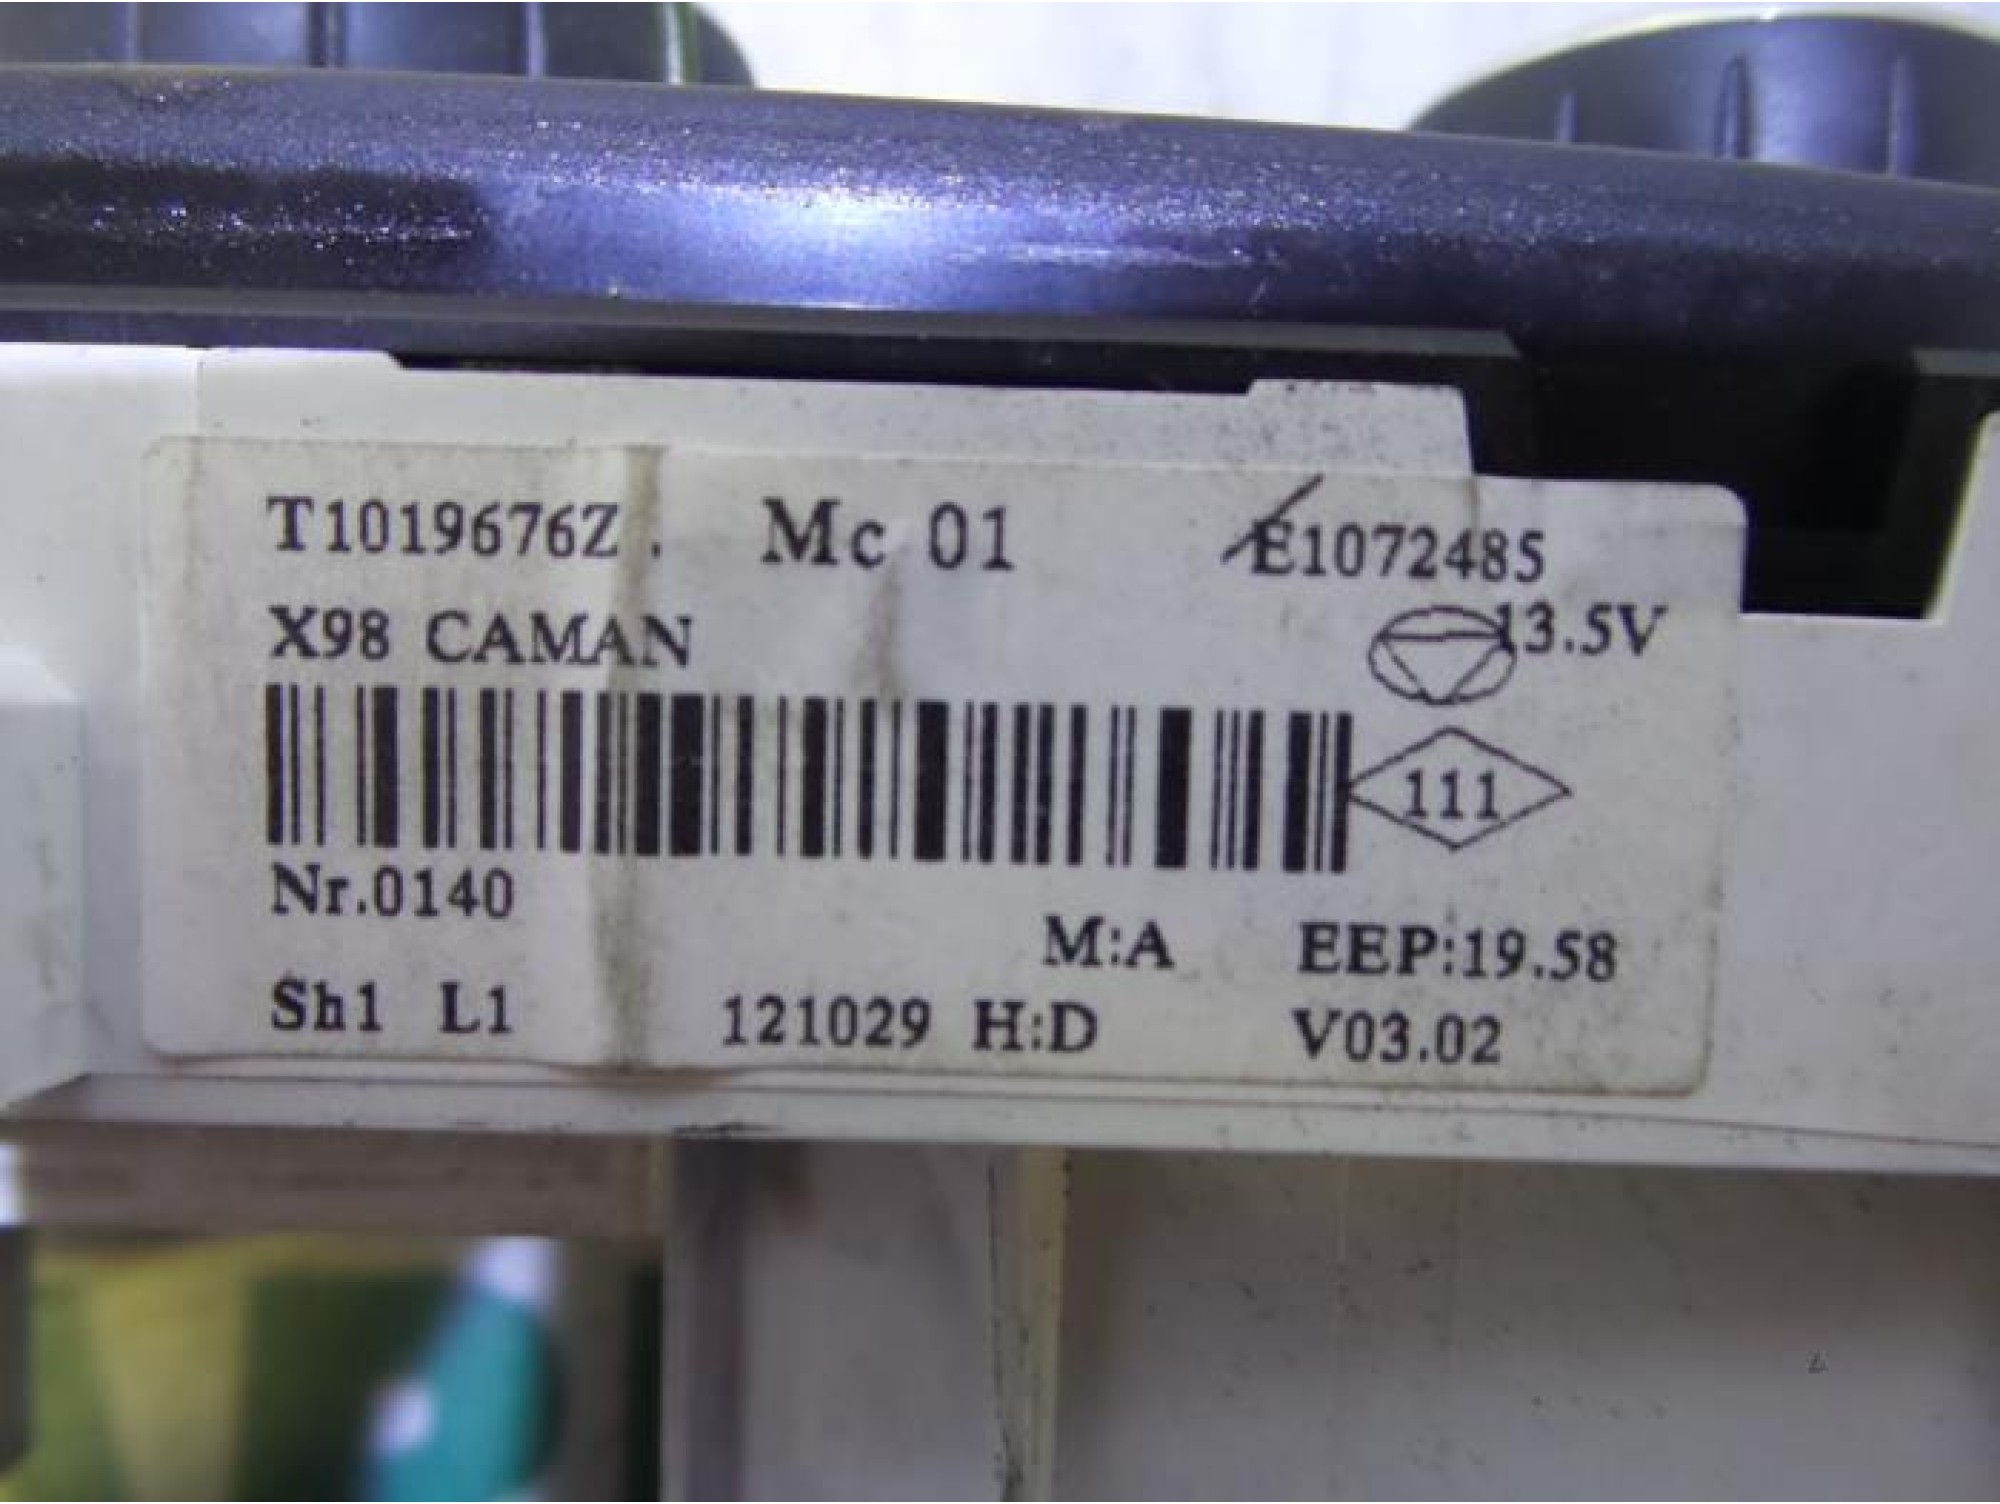 T1019676Z. Mc 01 E1072485
X98 CAMAN 13.5V
111
Nr.0140
M:A EEP:19.58
Sh1 L1 121029 H:D V03.02